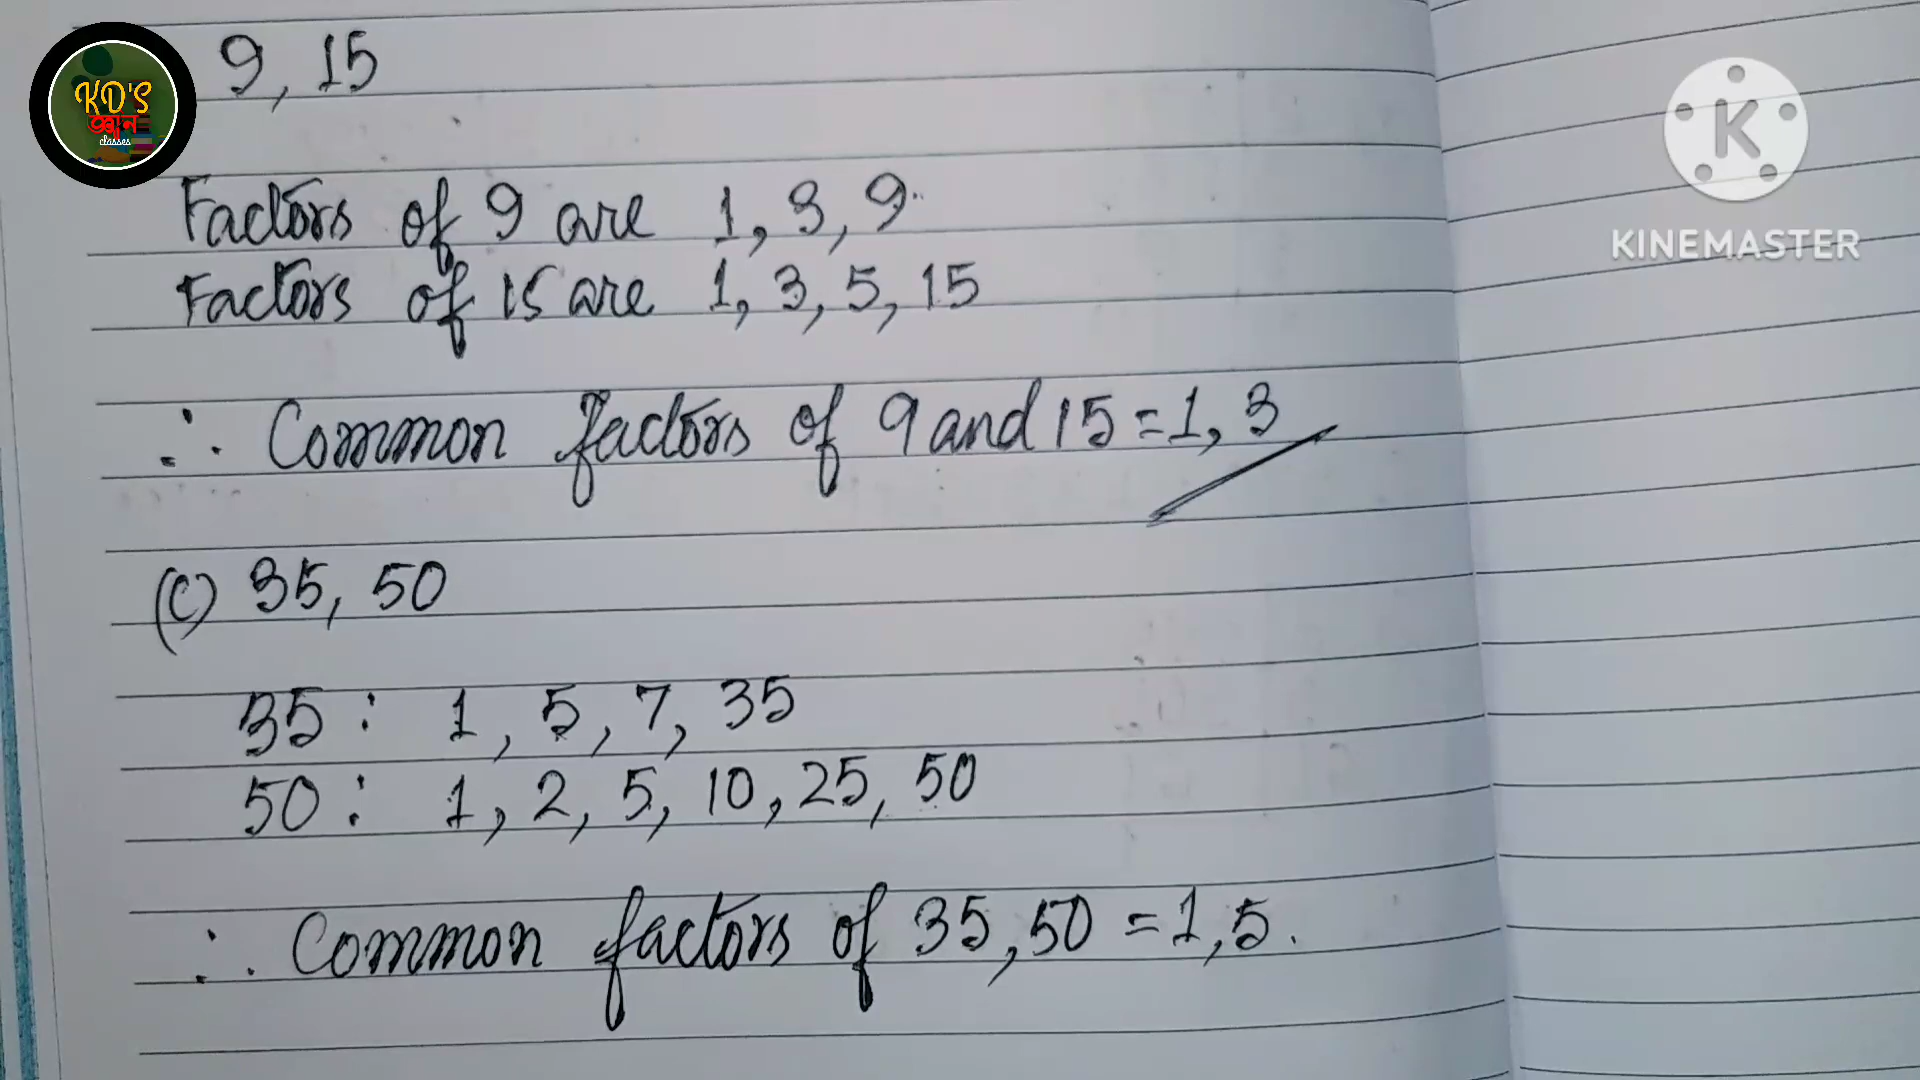 9, 15
KD'S
জ্ঞান
classes
K
KINEMASTER
Factors of 9 are 1, 3, 9.
Factors of 15 are 1, 3, 5, 15
∴ Common factors of 9 and 15 = 1, 3
(c) 35, 50
35 : 1, 5, 7, 35
50 : 1, 2, 5, 10, 25, 50
∴ Common factors of 35, 50 = 1, 5.